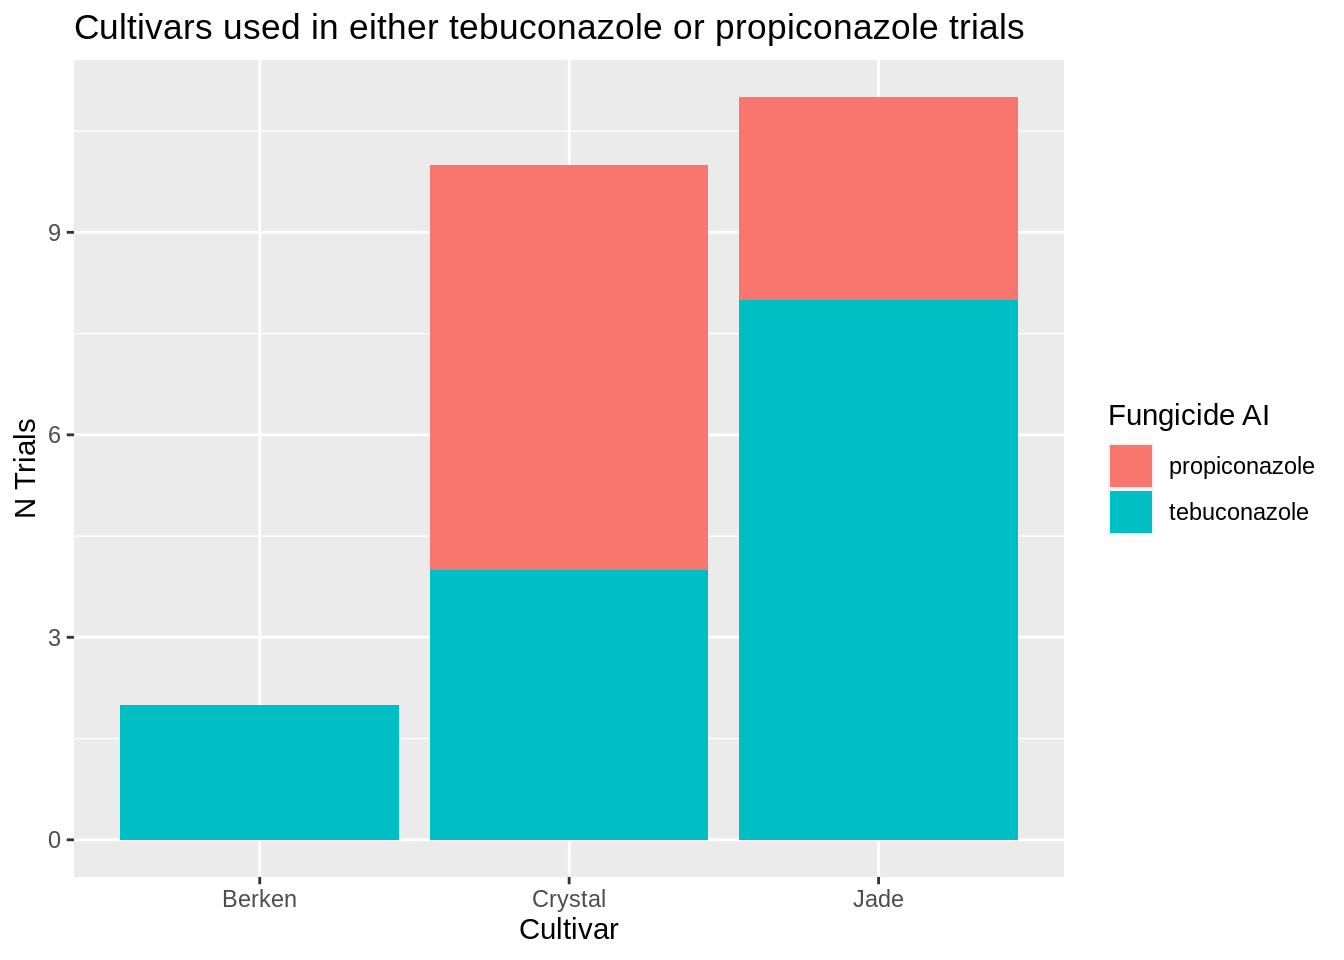 Cultivars used in either tebuconazole or propiconazole trials
N Trials
9
6
3
0
Berken
Crystal
Jade
Cultivar
Fungicide AI
propiconazole
tebuconazole